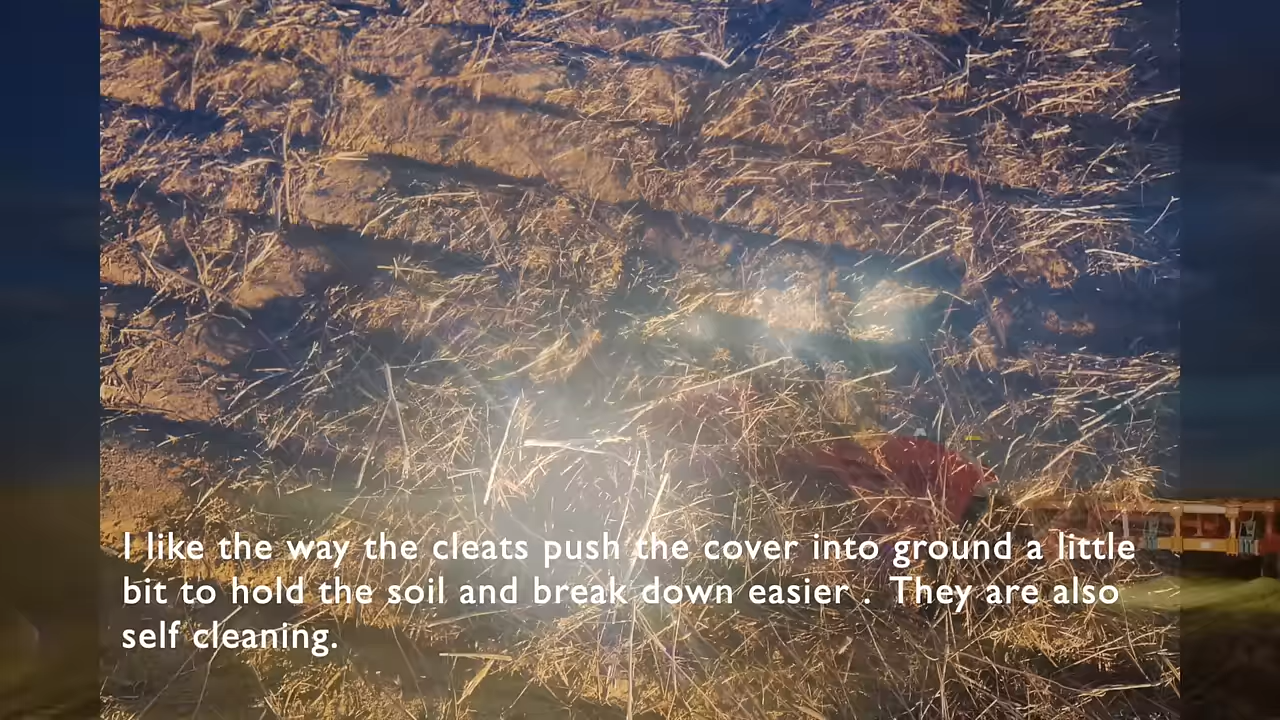 I like the way the cleats push the cover into ground a little
bit to hold the soil and break down easier .  They are also
self cleaning.